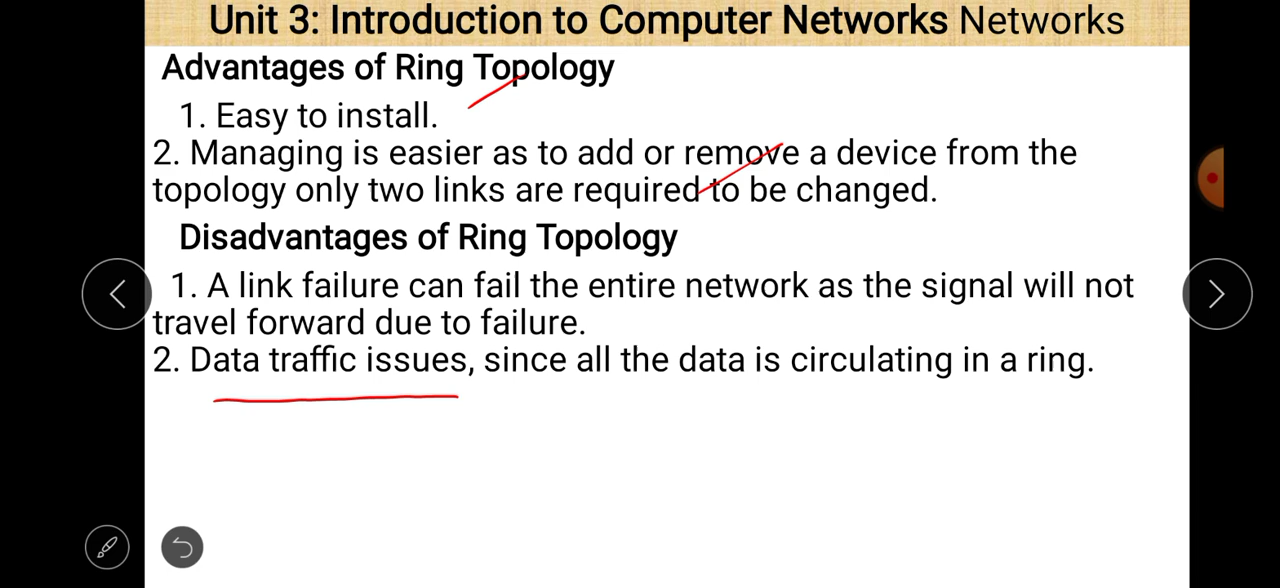 Unit 3: Introduction to Computer Networks Networks
Advantages of Ring Topology
1. Easy to install.
2. Managing is easier as to add or remove a device from the
topology only two links are required to be changed.
Disadvantages of Ring Topology
1. A link failure can fail the entire network as the signal will not
travel forward due to failure.
2. Data traffic issues, since all the data is circulating in a ring.